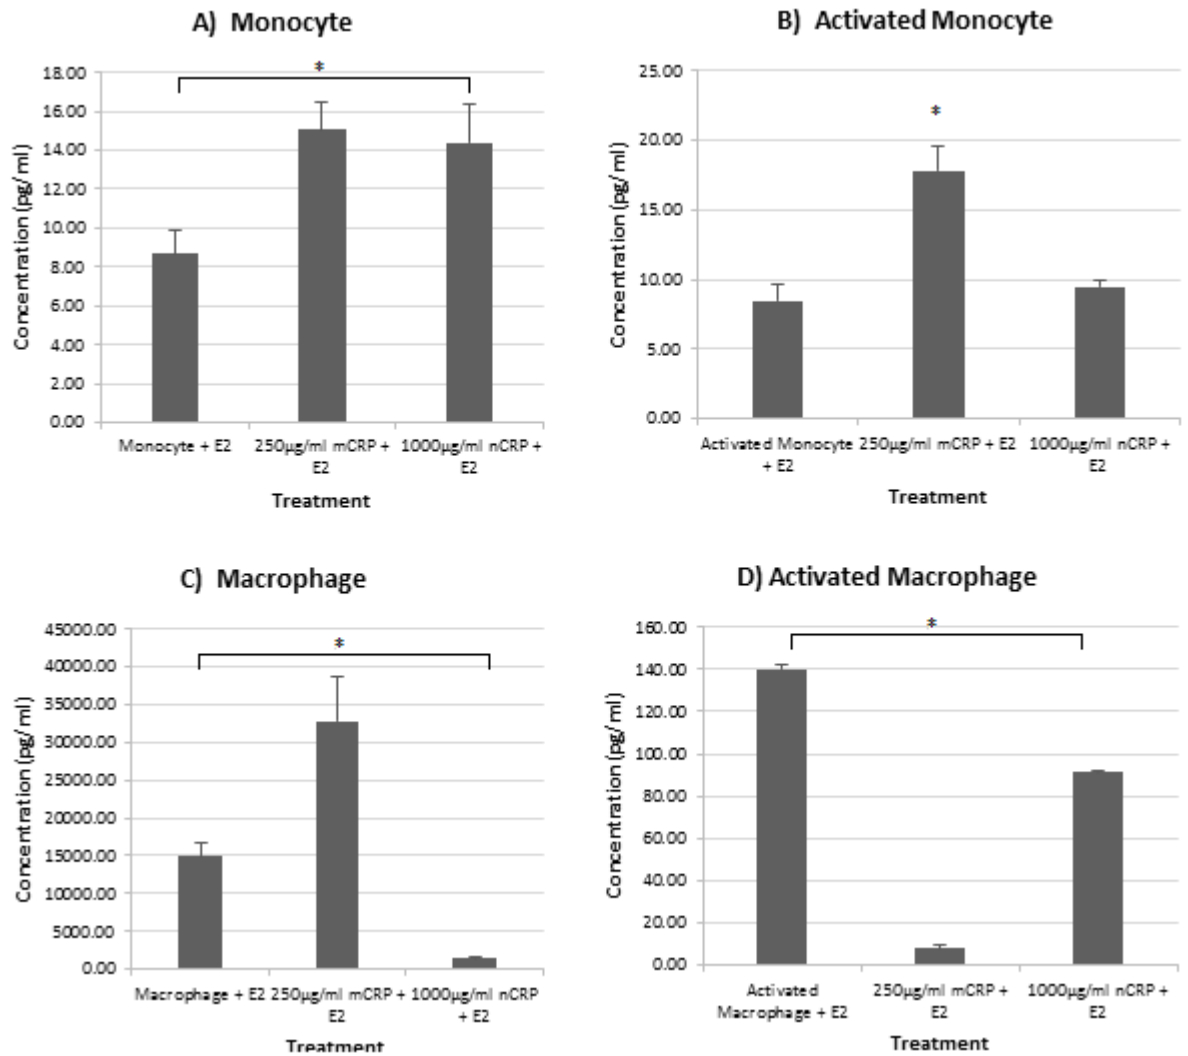 A) Monocyte
*
18.00
16.00
14.00
12.00
10.00
8.00
6.00
4.00
2.00
0.00
Concentration (pg/ml)
Monocyte + E2
250µg/ml mCRP + E2
1000µg/ml nCRP + E2
Treatment
B) Activated Monocyte
*
25.00
20.00
15.00
10.00
5.00
0.00
Concentration (pg/ml)
Activated Monocyte + E2
250µg/ml mCRP + E2
1000µg/ml nCRP + E2
Treatment
C) Macrophage
*
45000.00
40000.00
35000.00
30000.00
25000.00
20000.00
15000.00
10000.00
5000.00
0.00
Concentration (pg/ml)
Macrophage + E2
250µg/ml mCRP + E2
1000µg/ml nCRP + E2
Treatment
D) Activated Macrophage
*
160.00
140.00
120.00
100.00
80.00
60.00
40.00
20.00
0.00
Concentration (pg/ml)
Activated Macrophage + E2
250µg/ml mCRP + E2
1000µg/ml nCRP + E2
Treatment